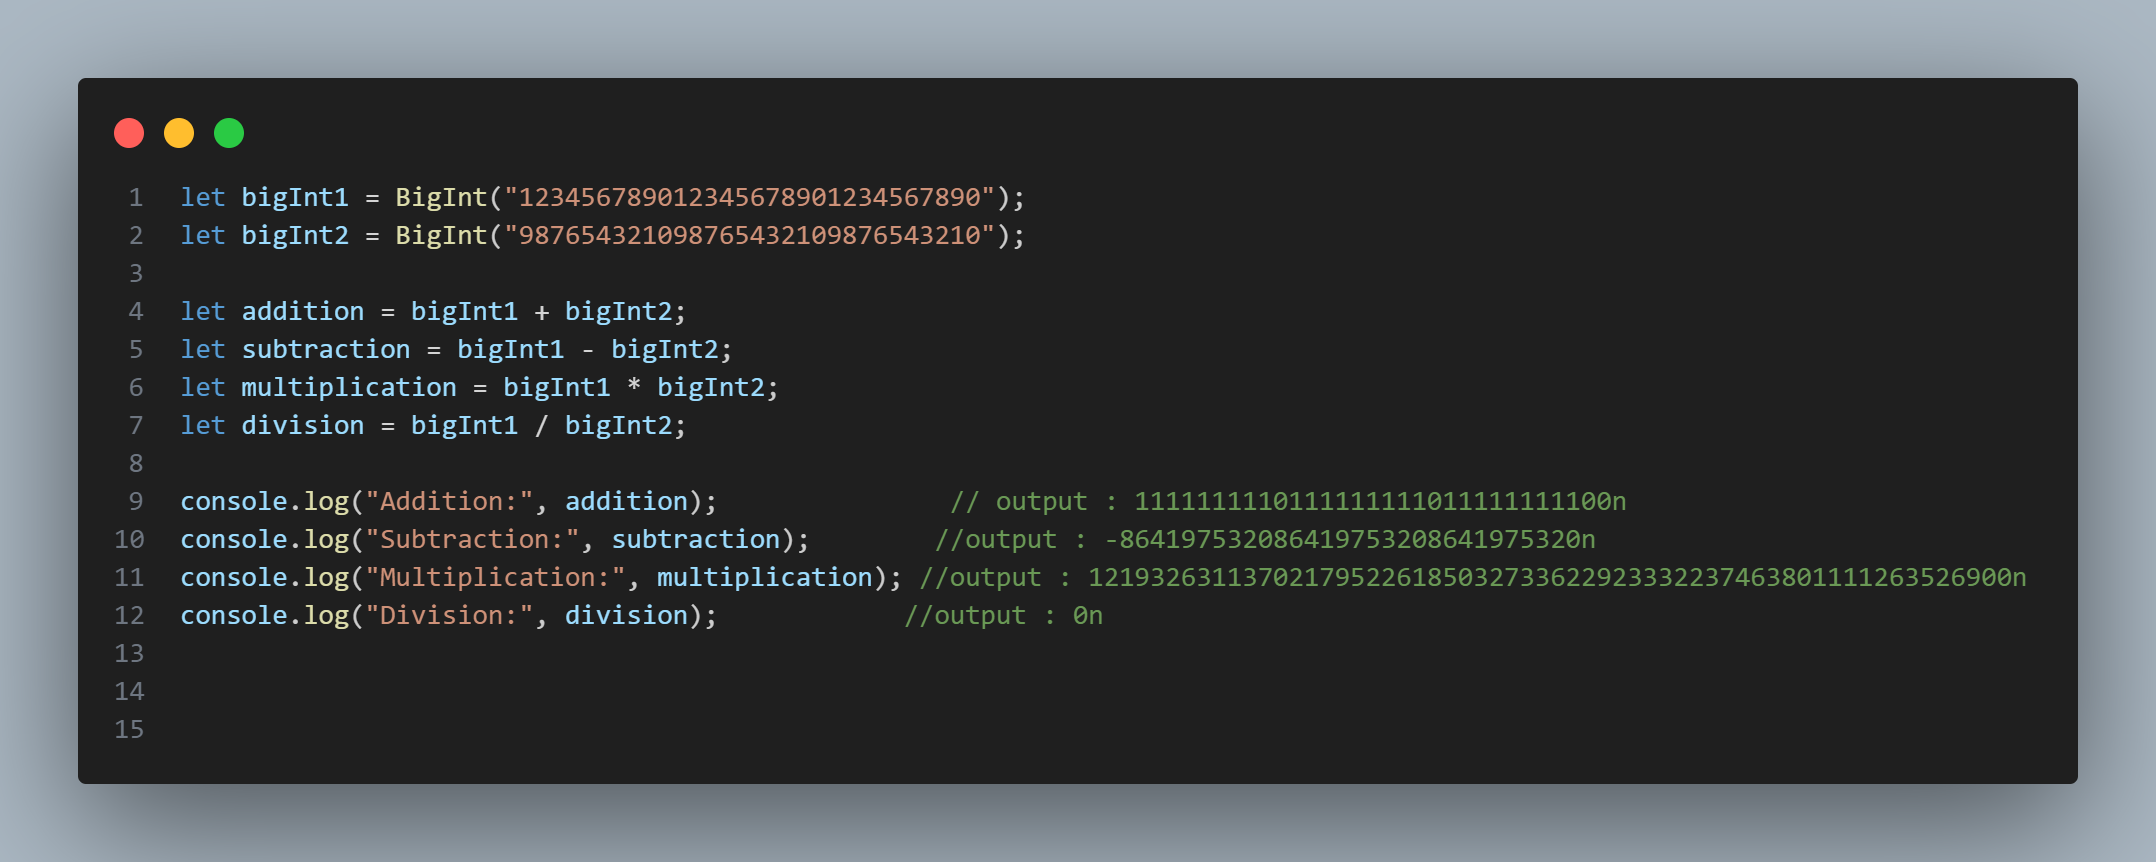 1 let bigInt1 = BigInt("123456789012345678901234567890");
2 let bigInt2 = BigInt("987654321098765432109876543210");
3
4 let addition = bigInt1 + bigInt2;
5 let subtraction = bigInt1 - bigInt2;
6 let multiplication = bigInt1 * bigInt2;
7 let division = bigInt1 / bigInt2;
8
9 console.log("Addition:", addition); // output : 1111111110111111111011111111100n
10 console.log("Subtraction:", subtraction); //output : -864197532086419753208641975320n
11 console.log("Multiplication:", multiplication); //output : 121932631137021795226185032733622923332237463801111263526900n
12 console.log("Division:", division); //output : 0n
13
14
15